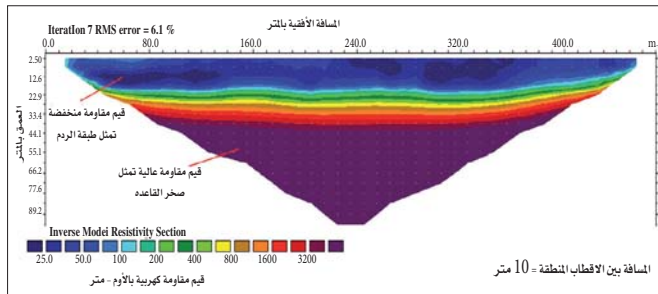 المسافة الأفقية بالمتر
IteratIon 7 RMS error = 6.1 %
80.0 160.0 240.0 320.0 400.0 m.
العمق بالمتر
2.50
12.6
22.9
33.4
44.1
55.1
66.2
77.6
89.2
قيم مقاومة منخفضة
تمثل طبقة الردم
قيم مقاومة عالية تمثل
صخر القاعده
Inverse Model Resistivity Section
25.0 50.0 100 200 400 800 1600 3200
قيم مقاومة كهربية بالأوم - متر
المسافة بين الاقطاب المنطقة = 10 متر